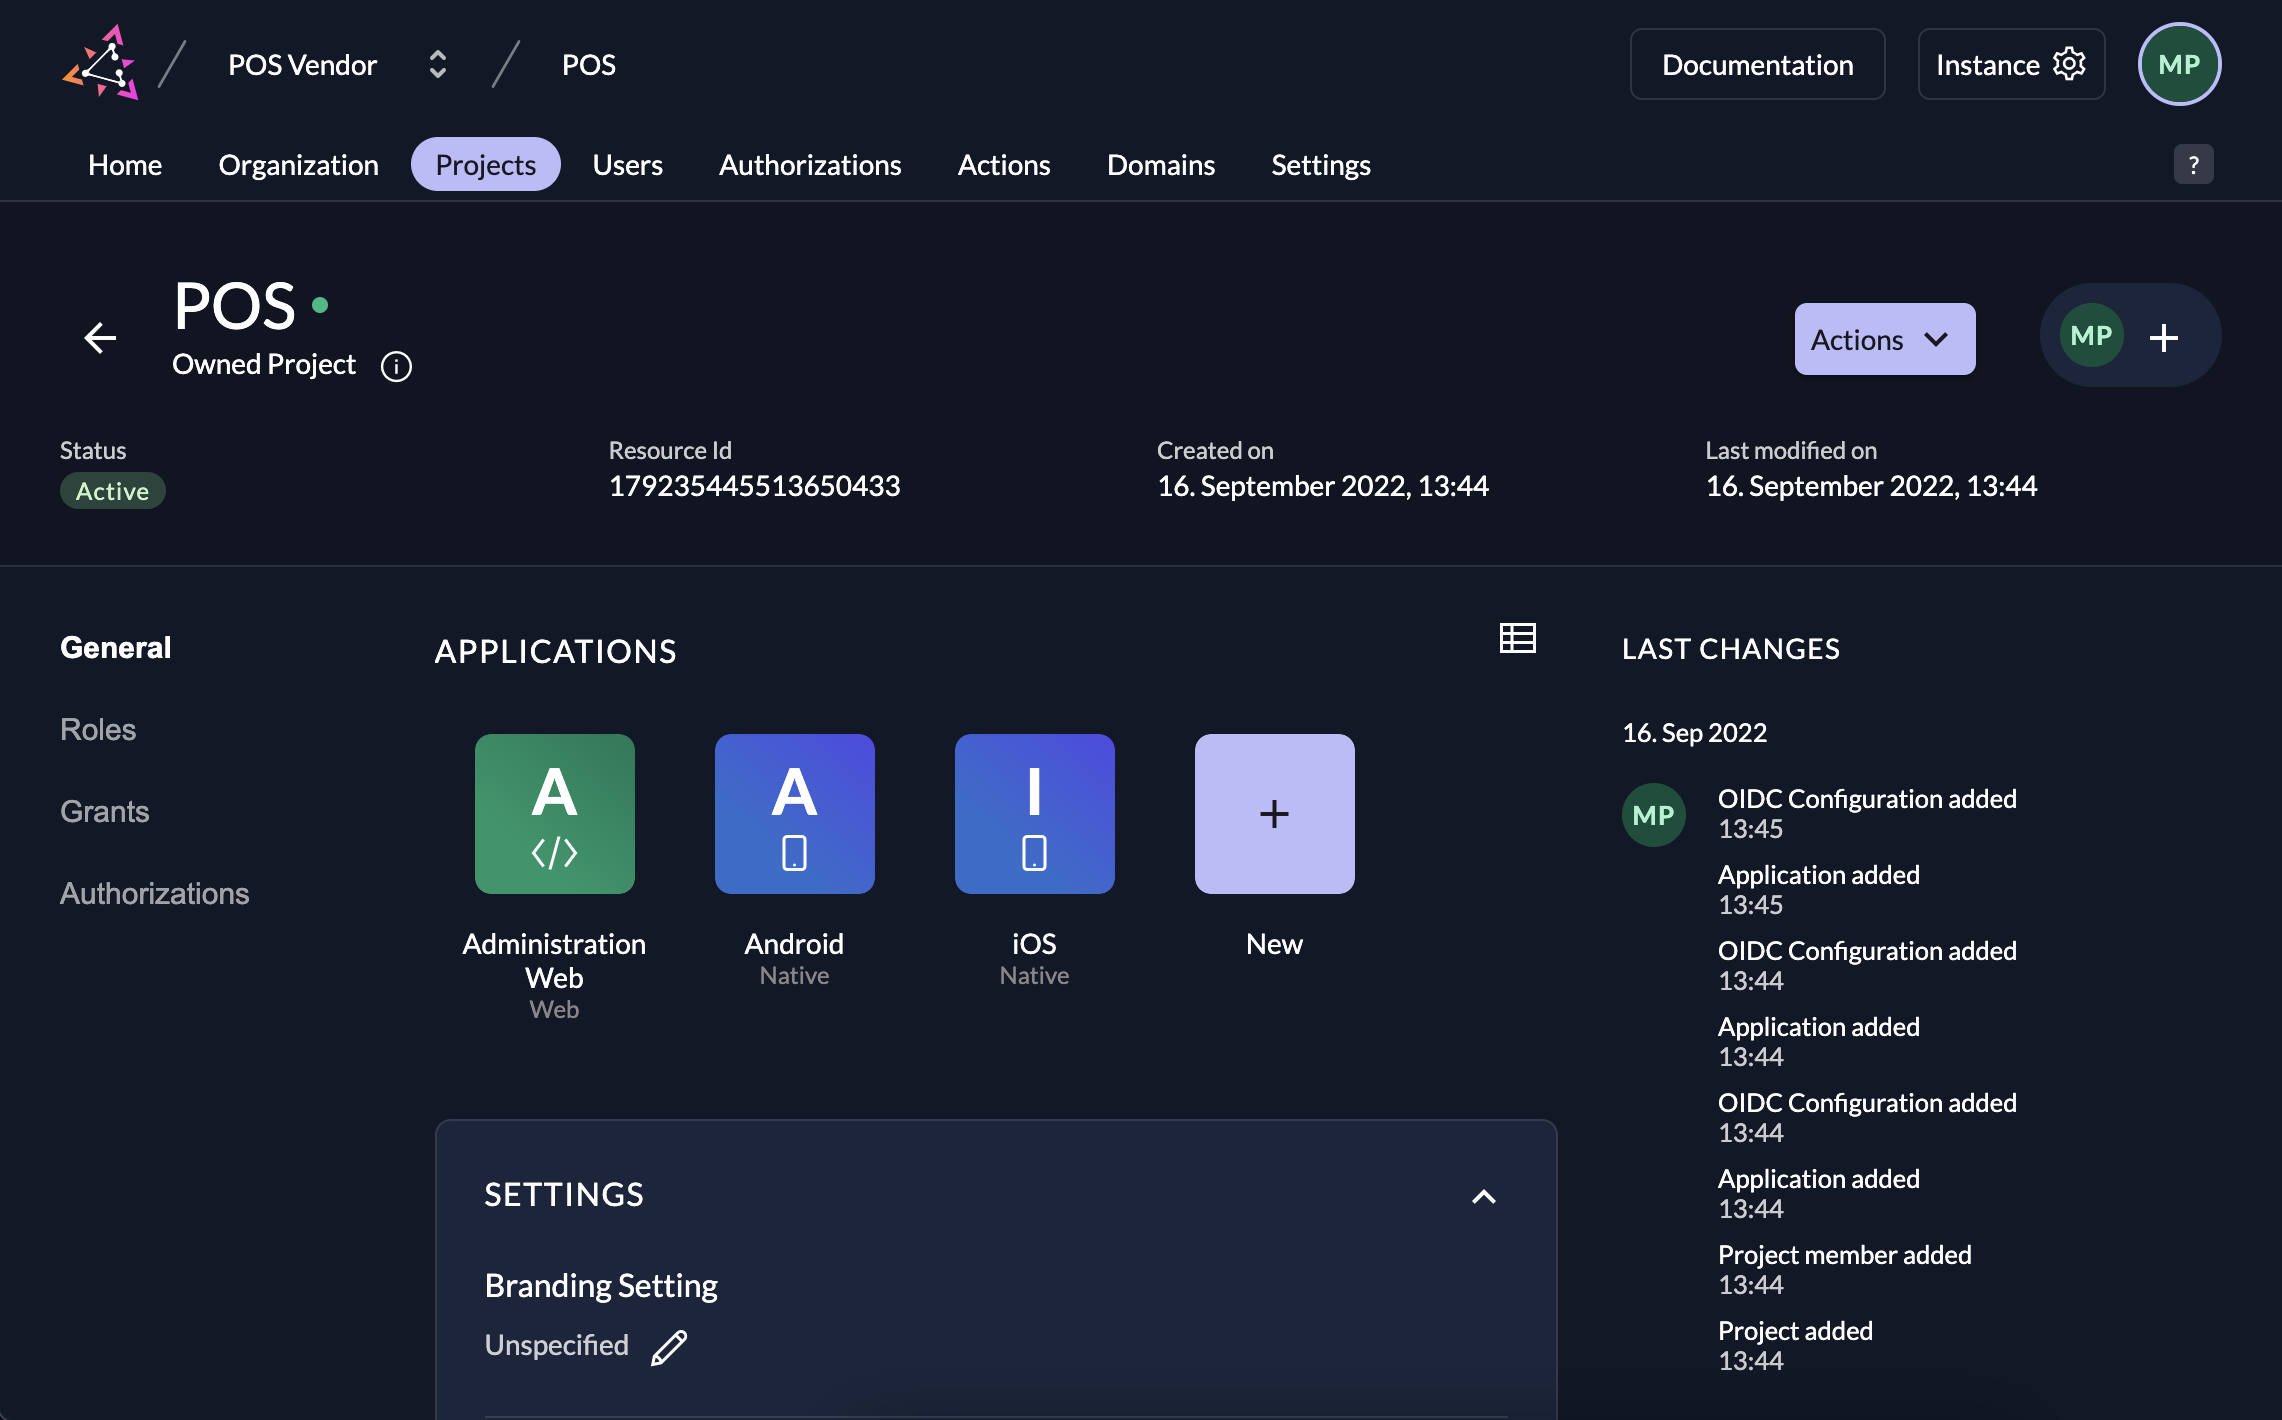 POS Vendor
POS
Documentation
Instance
MP
Home
Organization
Projects
Users
Authorizations
Actions
Domains
Settings
?
POS
Owned Project
Actions
MP
Status
Active
Resource Id
179235445513650433
Created on
16. September 2022, 13:44
Last modified on
16. September 2022, 13:44
General
Roles
Grants
Authorizations
APPLICATIONS
A
Administration
Web
Web
A
Android
Native
I
iOS
Native
New
SETTINGS
Branding Setting
Unspecified
LAST CHANGES
16. Sep 2022
MP
OIDC Configuration added
13:45
Application added
13:45
OIDC Configuration added
13:44
Application added
13:44
OIDC Configuration added
13:44
Application added
13:44
Project member added
13:44
Project added
13:44